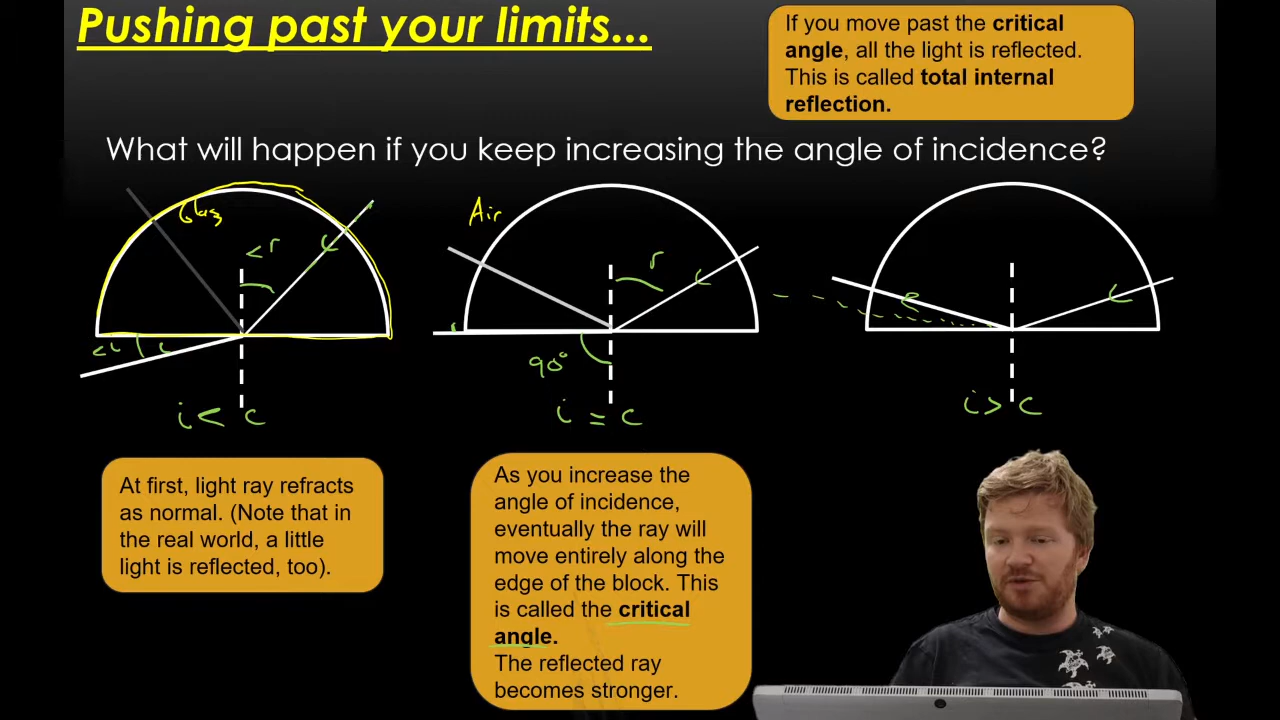 Pushing past your limits...
If you move past the critical
angle, all the light is reflected.
This is called total internal
reflection.
What will happen if you keep increasing the angle of incidence?
Air
< r
r
90°
i < c
i = c
i > c
At first, light ray refracts
as normal. (Note that in
the real world, a little
light is reflected, too).
As you increase the
angle of incidence,
eventually the ray will
move entirely along the
edge of the block. This
is called the critical
angle.
The reflected ray
becomes stronger.